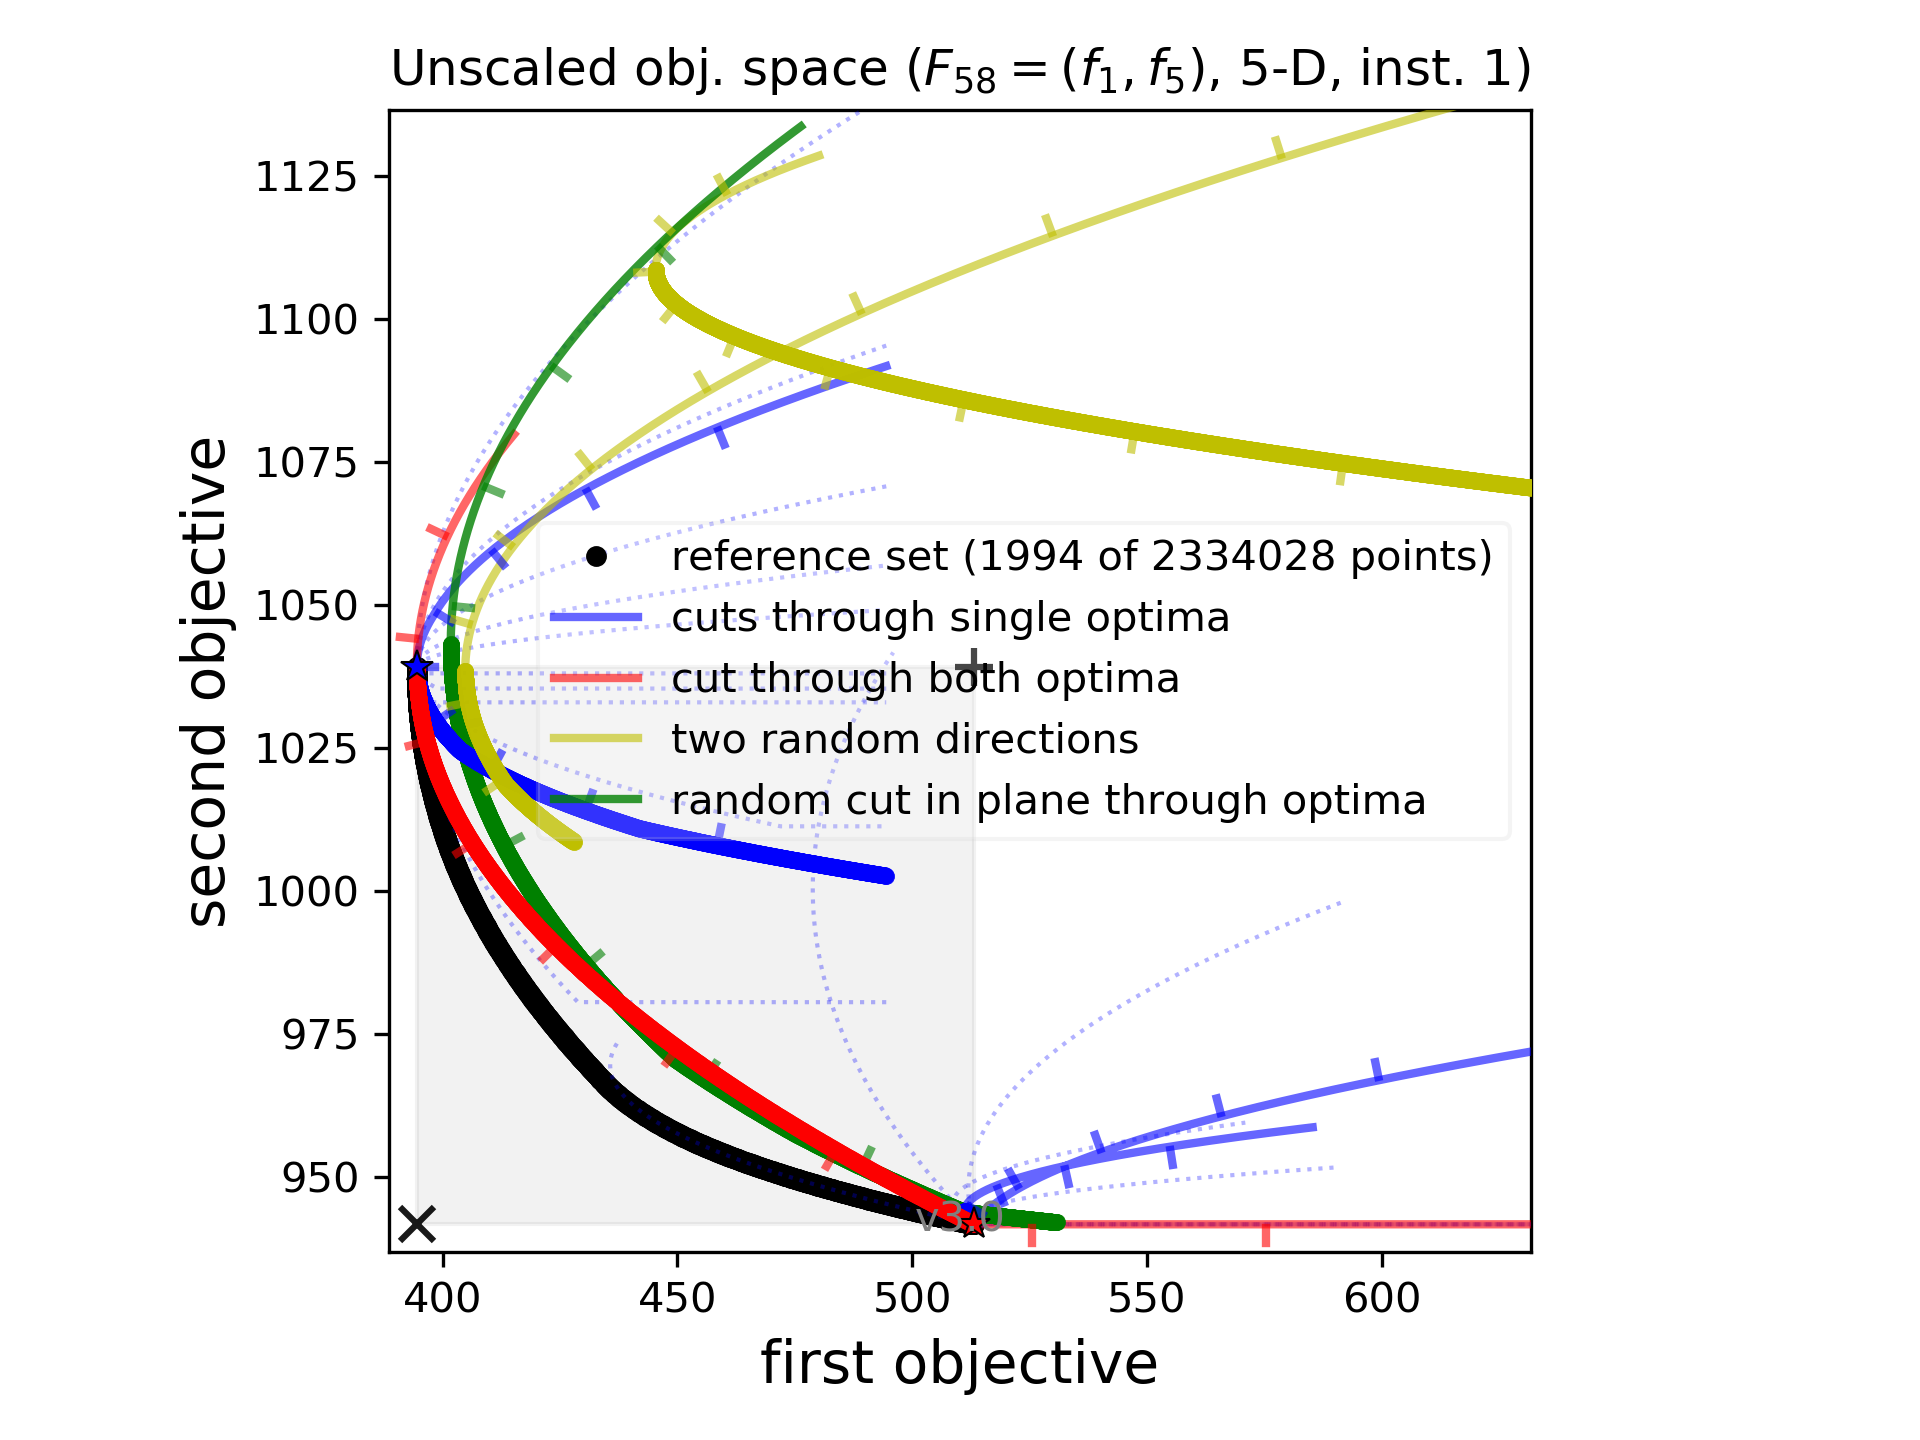 Unscaled obj. space (F58 = (f1, f5), 5-D, inst. 1)
1125
1100
1075
1050
1025
1000
975
950
second objective
reference set (1994 of 2334028 points)
cuts through single optima
cut through both optima
two random directions
random cut in plane through optima
v3.0
400 450 500 550 600
first objective